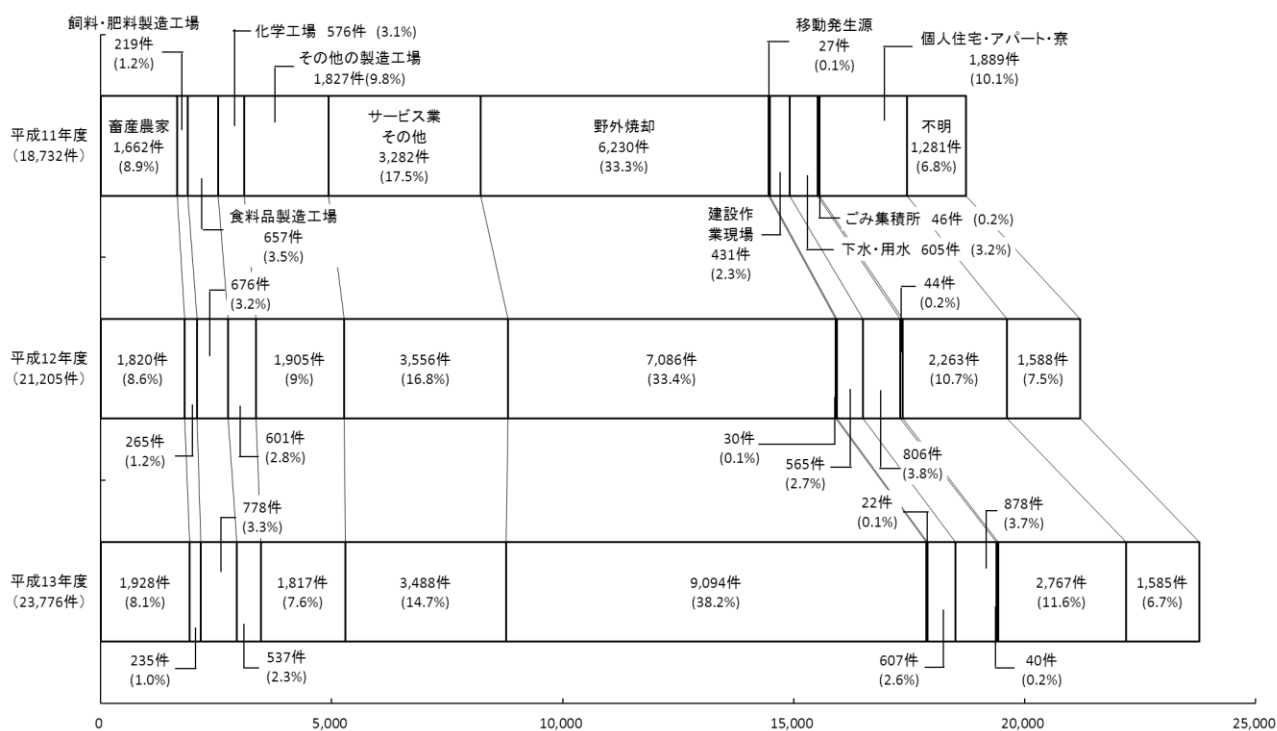 飼料・肥料製造工場
219件
(1.2%)
化学工場 576件 (3.1%)
その他の製造工場
1,827件(9.8%)
移動発生源
27件
(0.1%)
個人住宅・アパート・寮
1,889件
(10.1%)
平成11年度
（18,732件）
畜産農家
1,662件
(8.9%)
サービス業
その他
3,282件
(17.5%)
野外焼却
6,230件
(33.3%)
不明
1,281件
(6.8%)
食料品製造工場
657件
(3.5%)
建設作
業現場
431件
(2.3%)
ごみ集積所 46件 (0.2%)
下水・用水 605件 (3.2%)
676件
(3.2%)
44件
(0.2%)
平成12年度
（21,205件）
1,820件
(8.6%)
1,905件
(9%)
3,556件
(16.8%)
7,086件
(33.4%)
2,263件
(10.7%)
1,588件
(7.5%)
265件
(1.2%)
601件
(2.8%)
30件
(0.1%)
565件
(2.7%)
806件
(3.8%)
778件
(3.3%)
22件
(0.1%)
878件
(3.7%)
平成13年度
（23,776件）
1,928件
(8.1%)
1,817件
(7.6%)
3,488件
(14.7%)
9,094件
(38.2%)
2,767件
(11.6%)
1,585件
(6.7%)
235件
(1.0%)
537件
(2.3%)
607件
(2.6%)
40件
(0.2%)
0
5,000
10,000
15,000
20,000
25,000